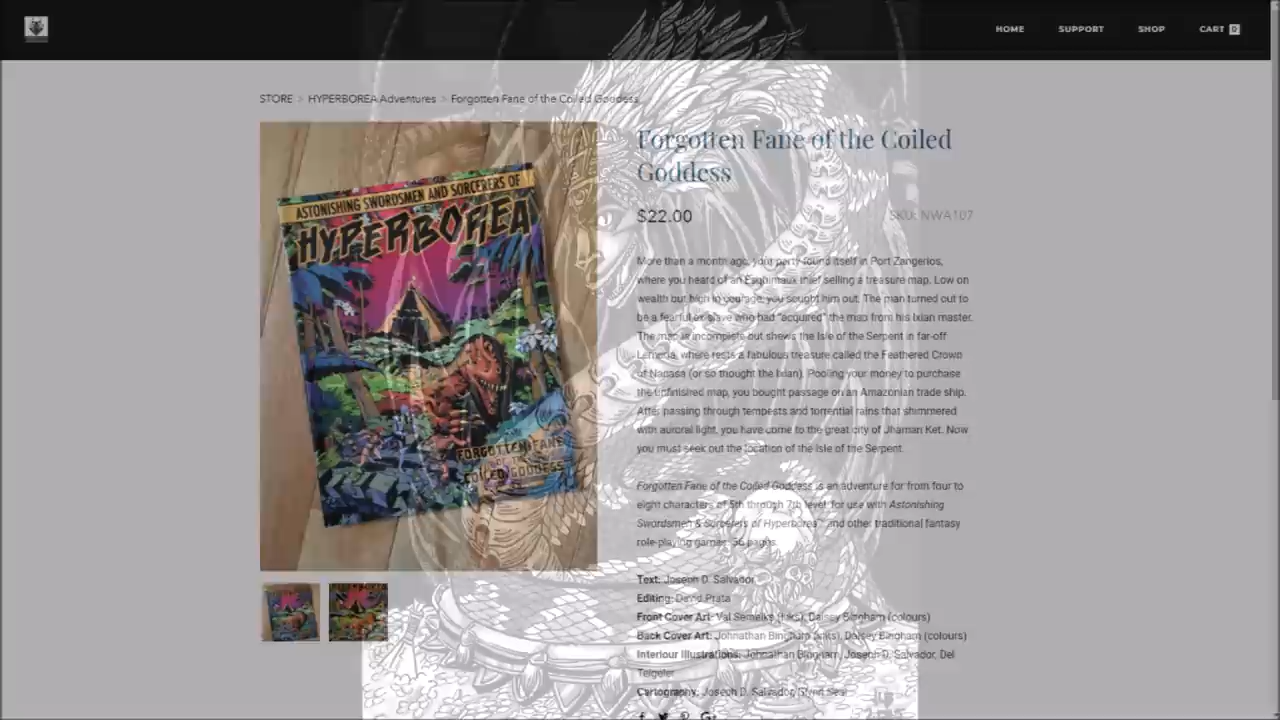 HOME SUPPORT SHOP CART 0
STORE > HYPERBOREA Adventures > Forgotten Fane of the Coiled Goddess
ASTONISHING SWORDSMEN AND SORCERERS OF
HYPERBOREA
FORGOTTEN FANE
COILED GODDESS
Forgotten Fane of the Coiled
Goddess
$22.00
SKU: NWA107
More than a month ago, your party found itself in Port Zangerios,
where you heard of an Esquimaux thief selling a treasure map. Low on
wealth but high in courage, you sought him out. The man turned out to
be a fearful ex-slave who had "acquired" the map from his Ixian master.
The map is incomplete but shews the Isle of the Serpent in far-off
Lemuria, where rests a fabulous treasure called the Feathered Crown
of Nanasa (or so thought the Ixian). Pooling your money to purchase
the unfinished map, you bought passage on an Amazonian trade ship.
After passing through tempests and torrential rains that shimmered
with auroral light, you have come to the great city of Jhaman Ket. Now
you must seek out the location of the Isle of the Serpent.
Forgotten Fane of the Coiled Goddess is an adventure for from four to
eight characters of 5th through 7th level, for use with Astonishing
Swordsmen & Sorcerers of Hyperborea™ and other traditional fantasy
role-playing games. 56 pages.
Text: Joseph D. Salvador
Editing: David Prata
Front Cover Art: Val Semeiks (inks), Daisey Bingham (colours)
Back Cover Art: Johnathan Bingham (inks), Daisey Bingham (colours)
Interiour Illustrations: Johnathan Bingham, Joseph D. Salvador, Del
Teigeler
Cartography: Joseph D. Salvador, Glynn Seal